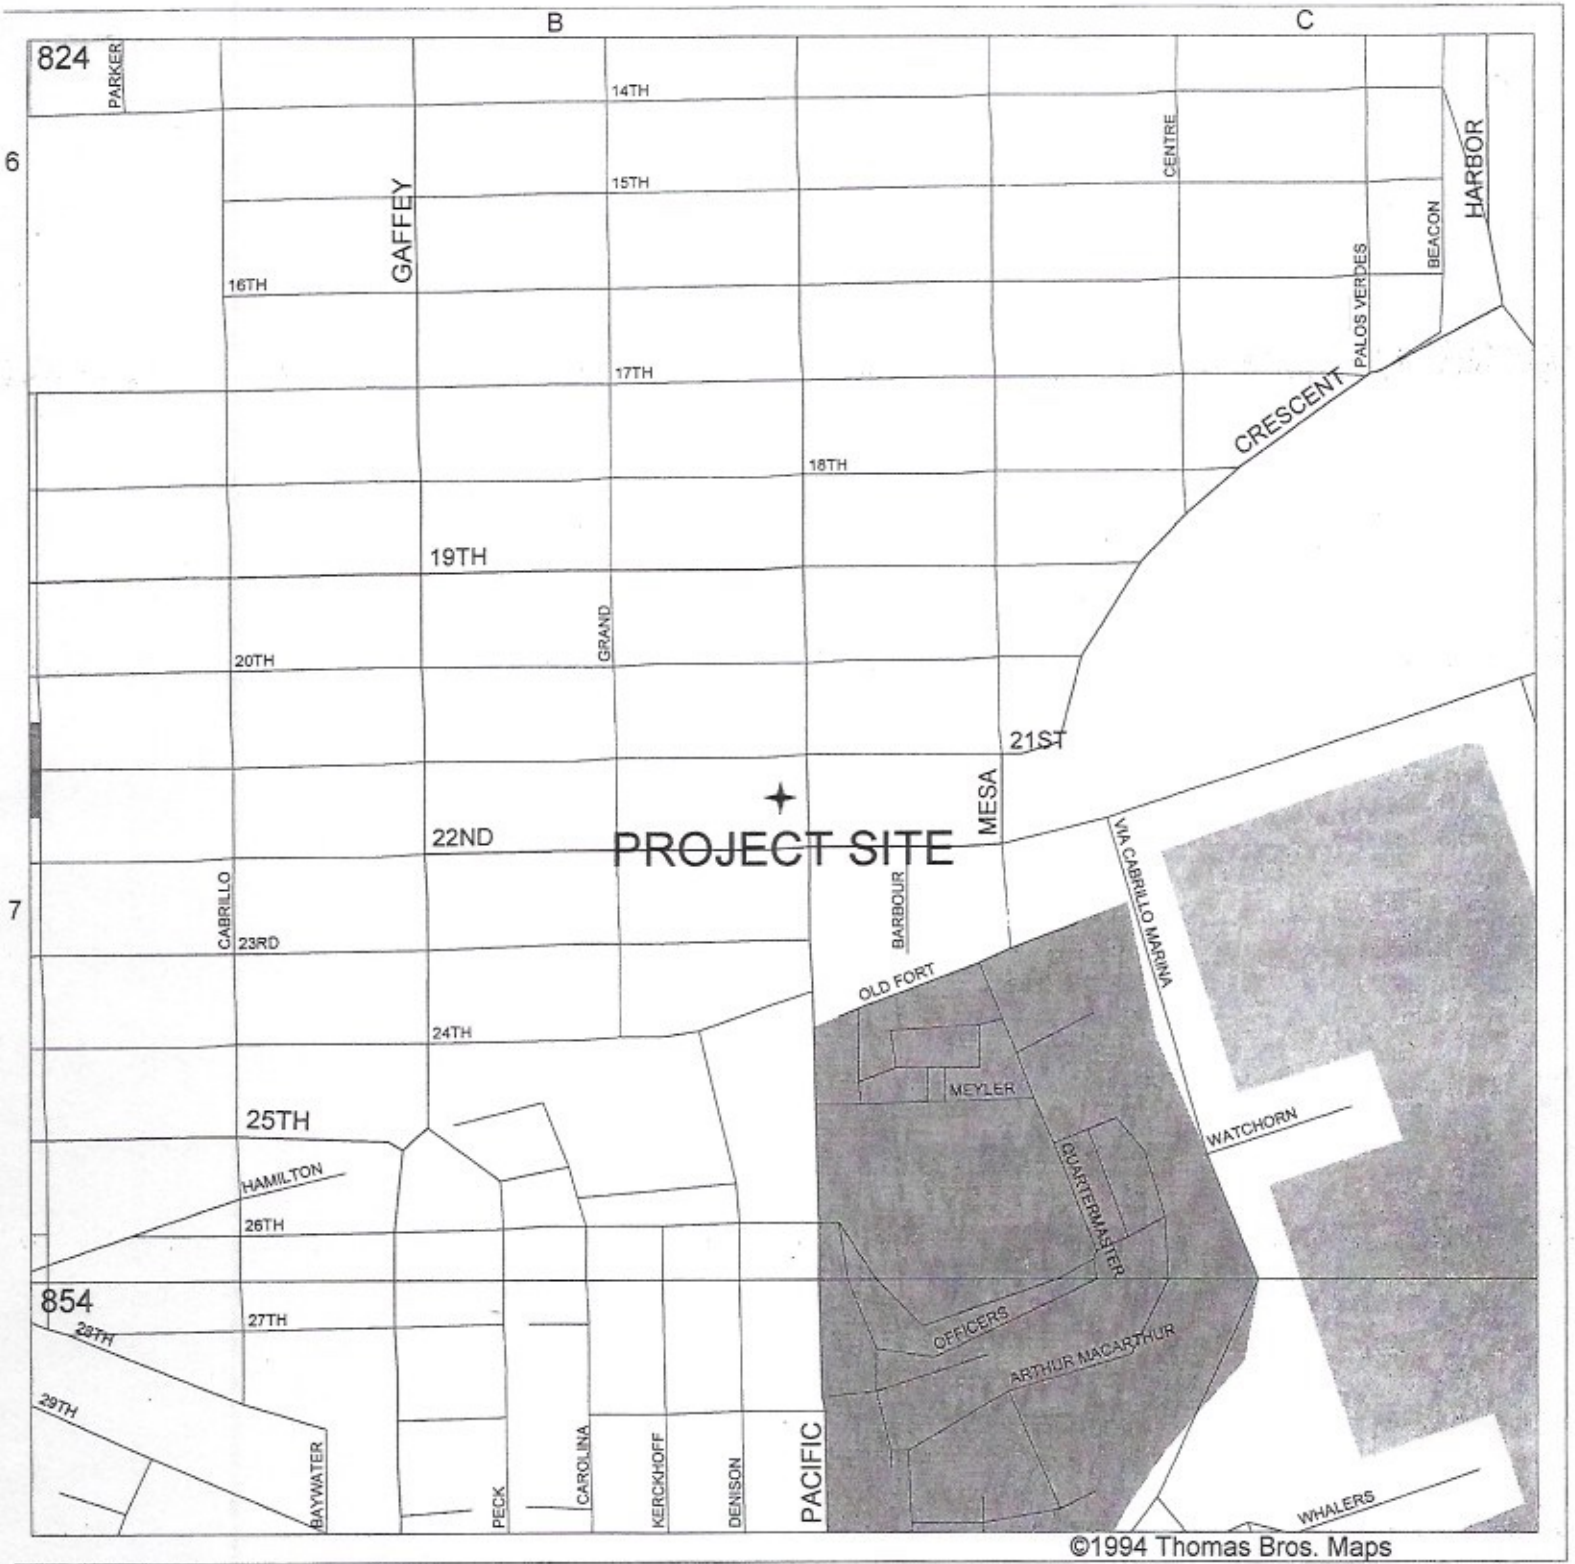 B
C
824
PARKER
14TH
6
CENTRE
HARBOR
15TH
GAFFEY
BEACON
PALOS VERDES
16TH
17TH
CRESCENT
18TH
19TH
GRAND
20TH
21ST
MESA
22ND
PROJECT SITE
VIA CABRILLO MARINA
7
CABRILLO
BARBOUR
23RD
OLD FORT
24TH
MEYLER
25TH
WATCHORN
HAMILTON
QUARTERMASTER
26TH
854
27TH
28TH
OFFICERS
ARTHUR MACARTHUR
29TH
BAYWATER
PECK
CAROLINA
KERCKHOFF
DENISON
PACIFIC
WHALERS
©1994 Thomas Bros. Maps